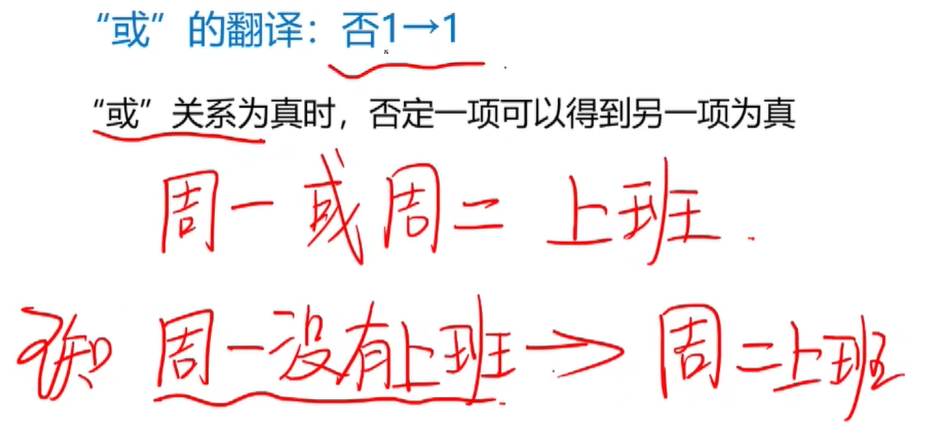 “或”的翻译：否1→1
“或”关系为真时，否定一项可以得到另一项为真
周一或周二 上班.
已知 周一没有上班→周二上班